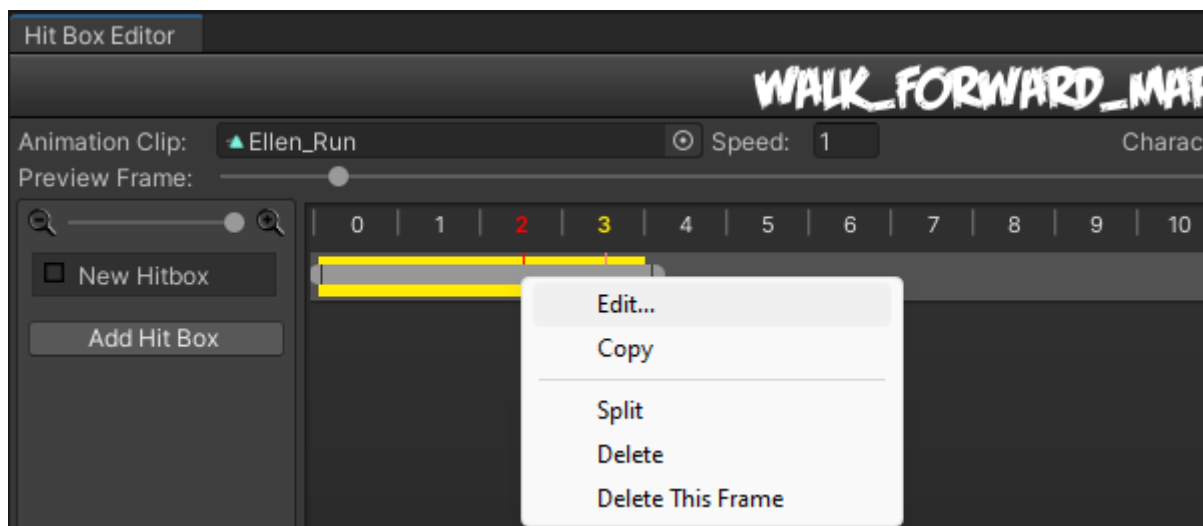 Hit Box Editor
WALK_FORWARD_MAR
Animation Clip: Ellen_Run Speed: 1 Charac
Preview Frame:
0 1 2 3 4 5 6 7 8 9 10
New Hitbox
Edit...
Add Hit Box
Copy
Split
Delete
Delete This Frame